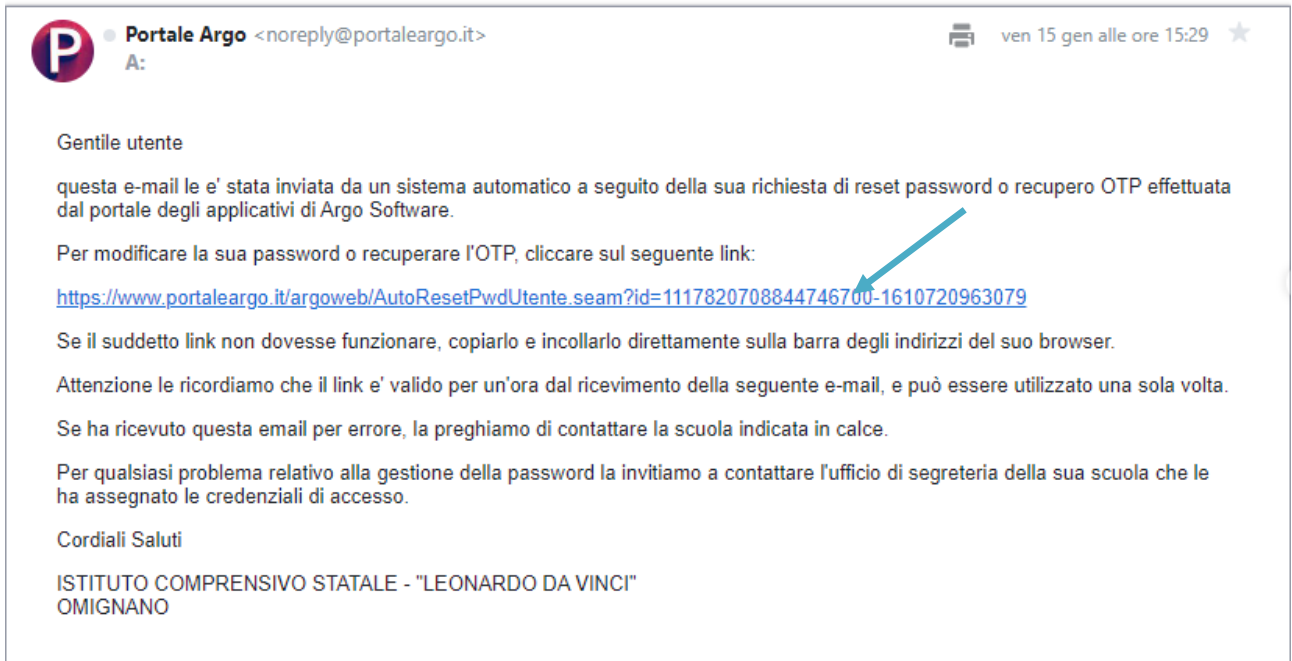 P
Portale Argo <noreply@portaleargo.it>
ven 15 gen alle ore 15:29
A:
Gentile utente
questa e-mail le e' stata inviata da un sistema automatico a seguito della sua richiesta di reset password o recupero OTP effettuata
dal portale degli applicativi di Argo Software.
Per modificare la sua password o recuperare l'OTP, cliccare sul seguente link:
https://www.portaleargo.it/argoweb/AutoResetPwdUtente.seam?id=1117820708844746700-1610720963079
Se il suddetto link non dovesse funzionare, copiarlo e incollarlo direttamente sulla barra degli indirizzi del suo browser.
Attenzione le ricordiamo che il link e' valido per un'ora dal ricevimento della seguente e-mail, e può essere utilizzato una sola volta.
Se ha ricevuto questa email per errore, la preghiamo di contattare la scuola indicata in calce.
Per qualsiasi problema relativo alla gestione della password la invitiamo a contattare l'ufficio di segreteria della sua scuola che le
ha assegnato le credenziali di accesso.
Cordiali Saluti
ISTITUTO COMPRENSIVO STATALE - "LEONARDO DA VINCI"
OMIGNANO